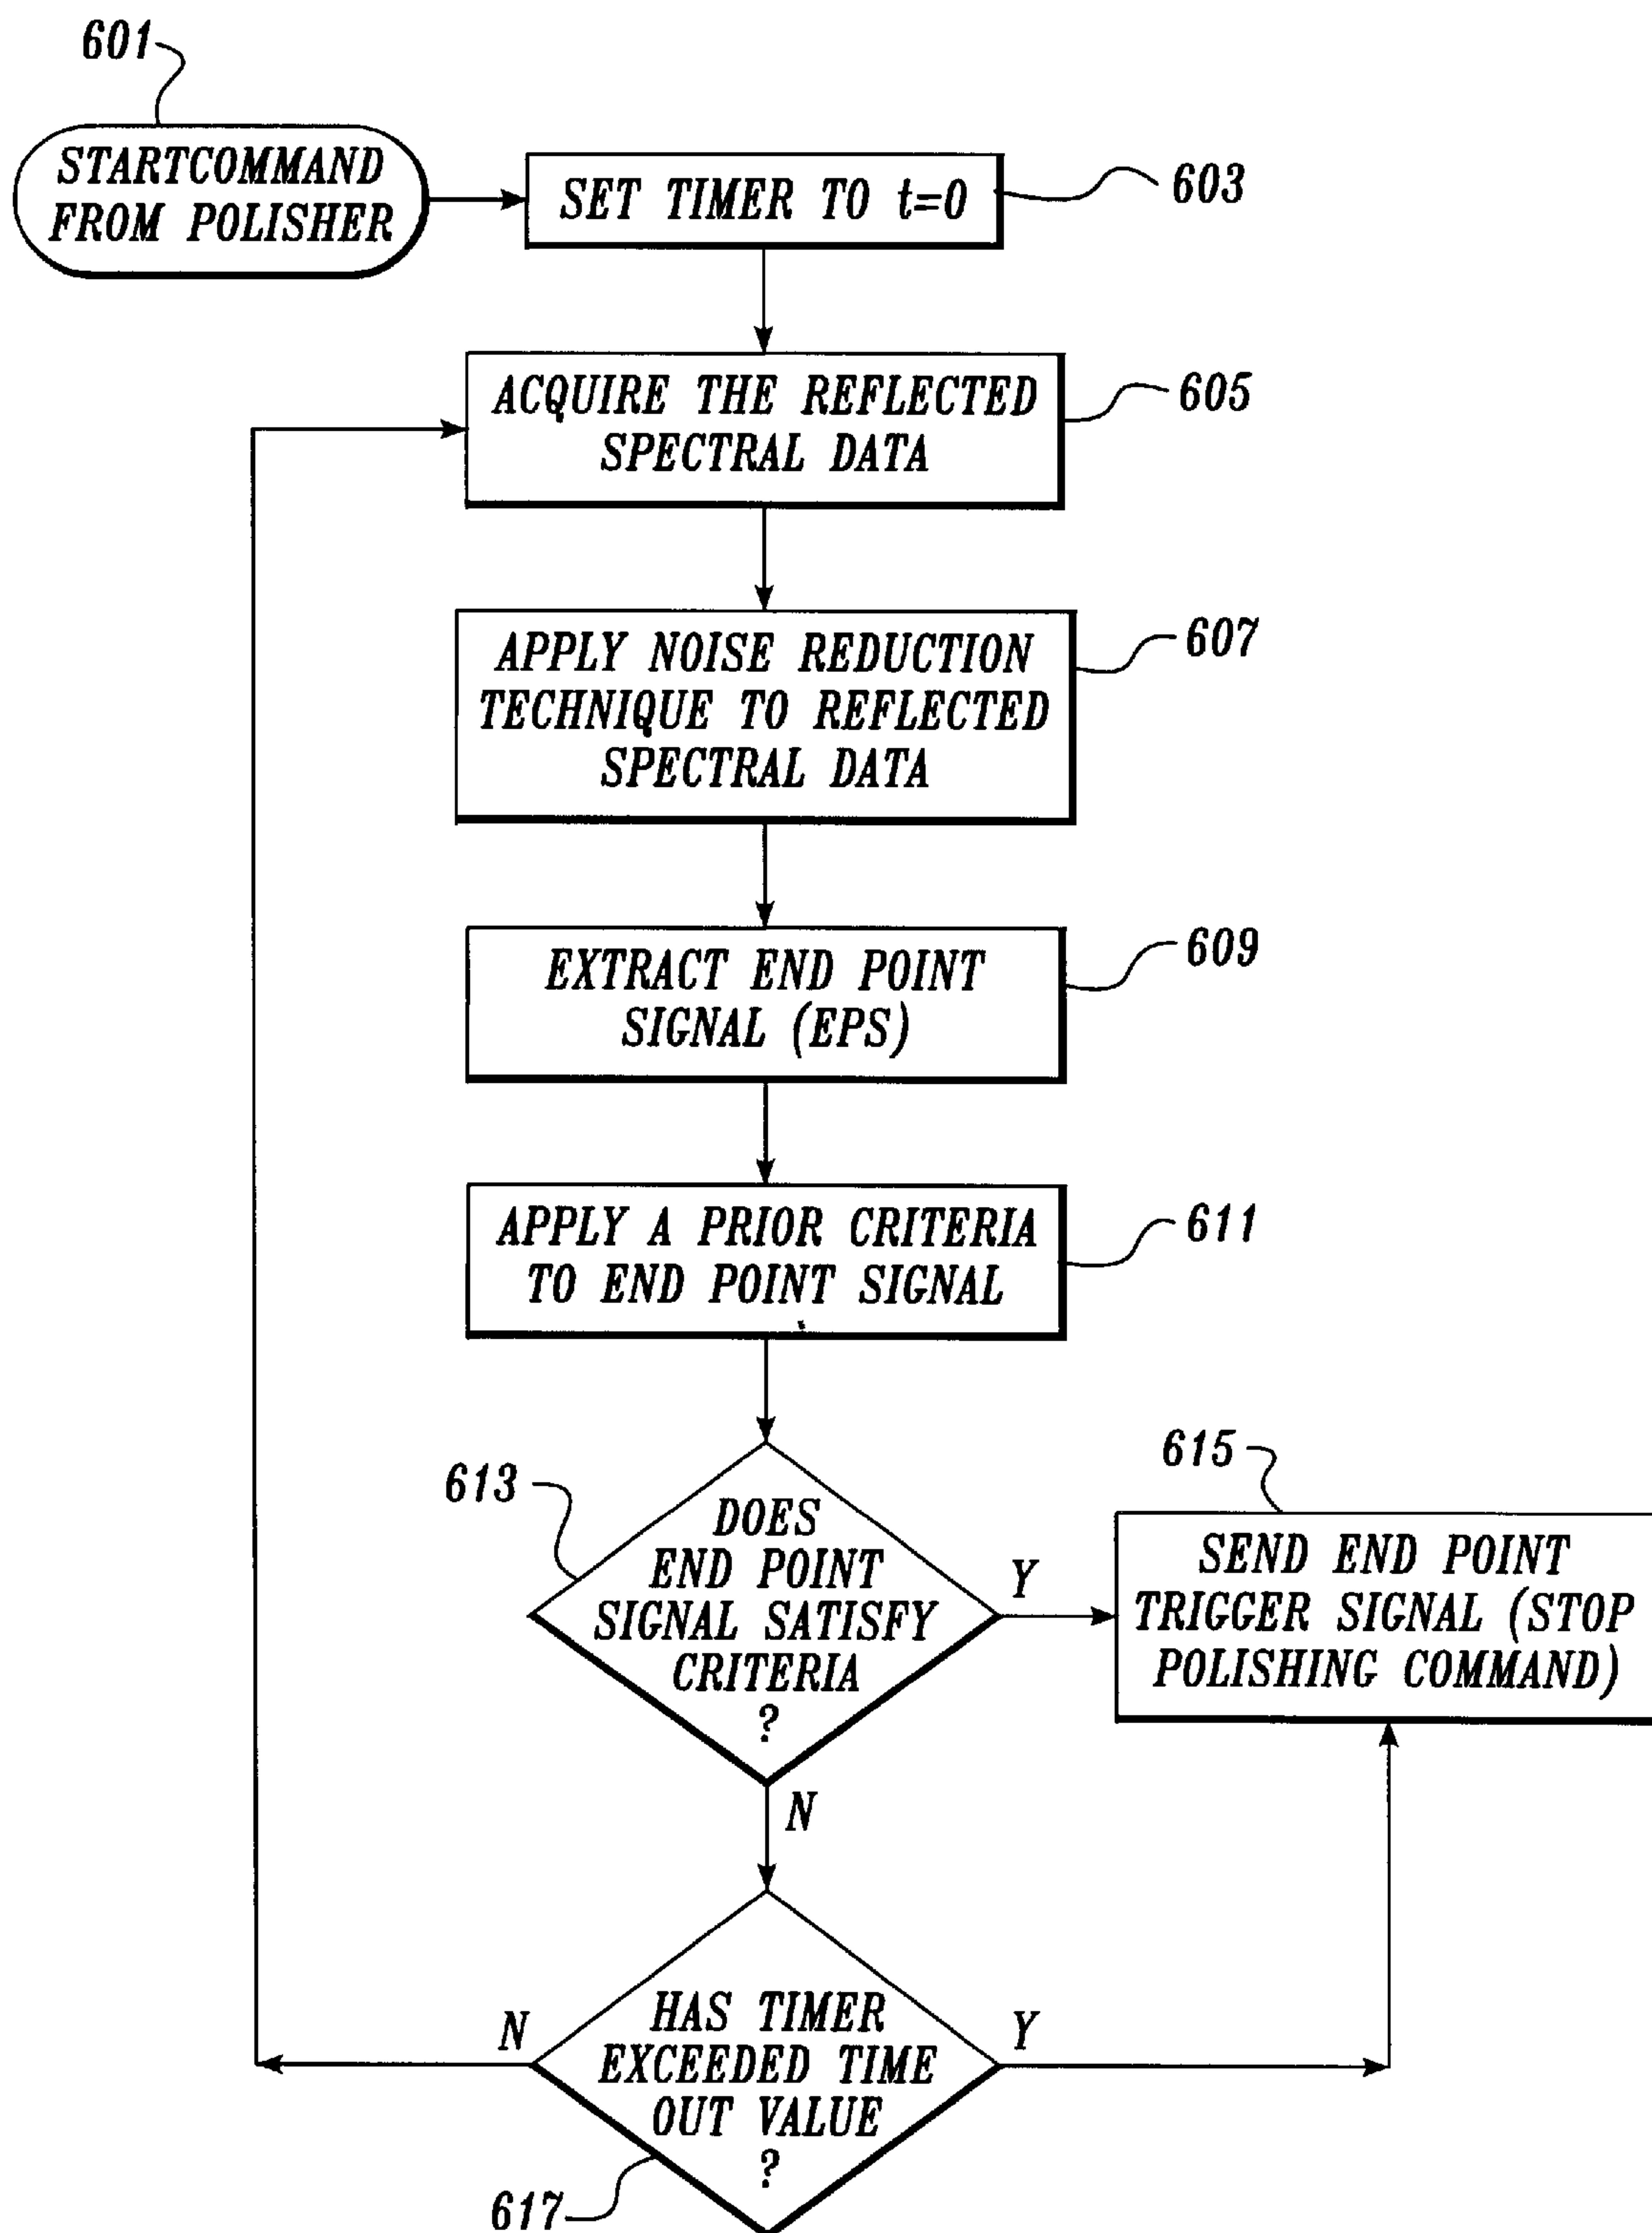 601
STARTCOMMAND
FROM POLISHER
SET TIMER TO t=0
603
ACQUIRE THE REFLECTED
SPECTRAL DATA
605
APPLY NOISE REDUCTION
TECHNIQUE TO REFLECTED
SPECTRAL DATA
607
EXTRACT END POINT
SIGNAL (EPS)
609
APPLY A PRIOR CRITERIA
TO END POINT SIGNAL
611
613
DOES
END POINT
SIGNAL SATISFY
CRITERIA
?
Y
615
SEND END POINT
TRIGGER SIGNAL (STOP
POLISHING COMMAND)
N
HAS TIMER
EXCEEDED TIME
OUT VALUE
?
N
Y
617